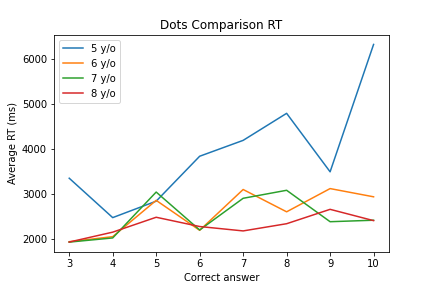 Dots Comparison RT
5 y/o
6 y/o
7 y/o
8 y/o
6000
5000
4000
3000
2000
Average RT (ms)
3 4 5 6 7 8 9 10
Correct answer